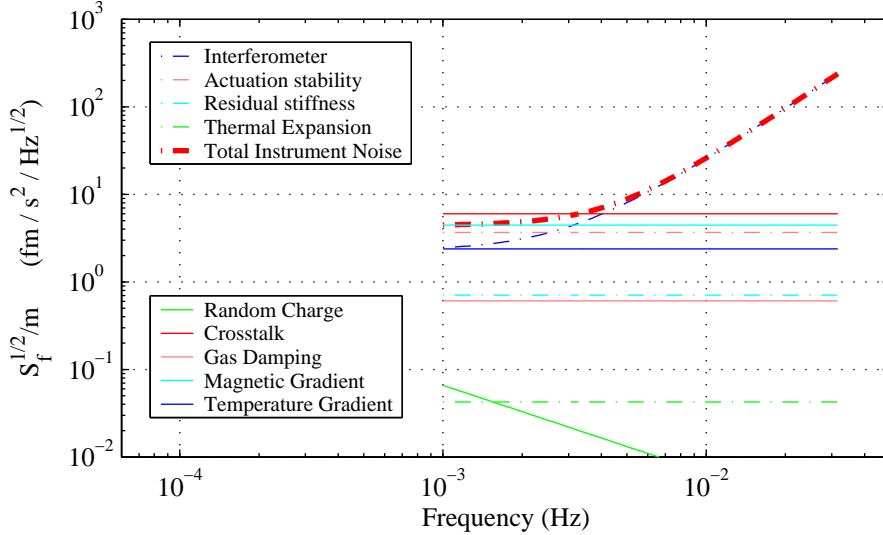 10^3
10^2
10^1
10^0
10^−1
10^−2
S_f^{1/2}/m (fm / s^2 / Hz^{1/2})
Interferometer
Actuation stability
Residual stiffness
Thermal Expansion
Total Instrument Noise
Random Charge
Crosstalk
Gas Damping
Magnetic Gradient
Temperature Gradient
10^−4 10^−3 10^−2
Frequency (Hz)